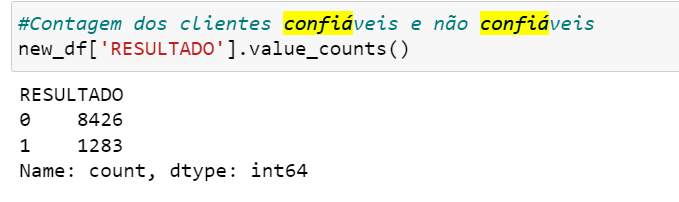 #Contagem dos clientes confiáveis e não confiáveis
new_df['RESULTADO'].value_counts()
RESULTADO
0    8426
1    1283
Name: count, dtype: int64